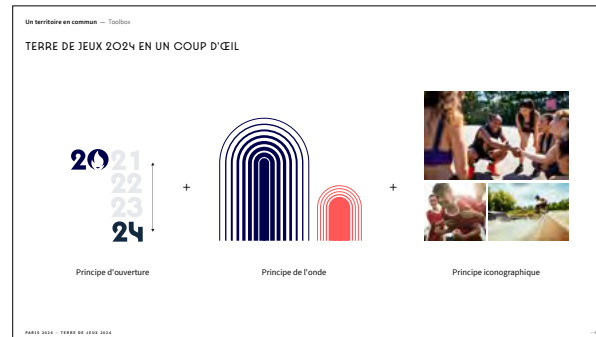 Un territoire en commun — Toolbox
TERRE DE JEUX 2024 EN UN COUP D'ŒIL
2021
22
23
24
+
+
Principe d'ouverture
Principe de l'onde
Principe iconographique
PARIS 2024 – TERRE DE JEUX 2024